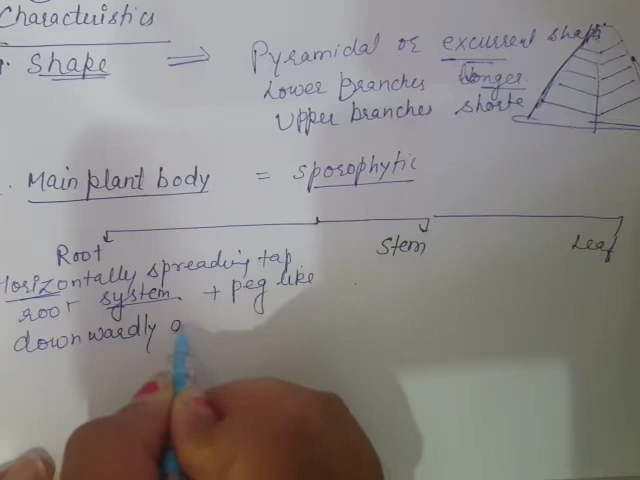 Characteristics
Shape ⇒ Pyramidal or excurrent shape
Lower Branches longer
Upper branches shorte
Main plant body = sporophytic
Root Stem Leaf
Horizontally spreading tap
root system + peg like
downwardly